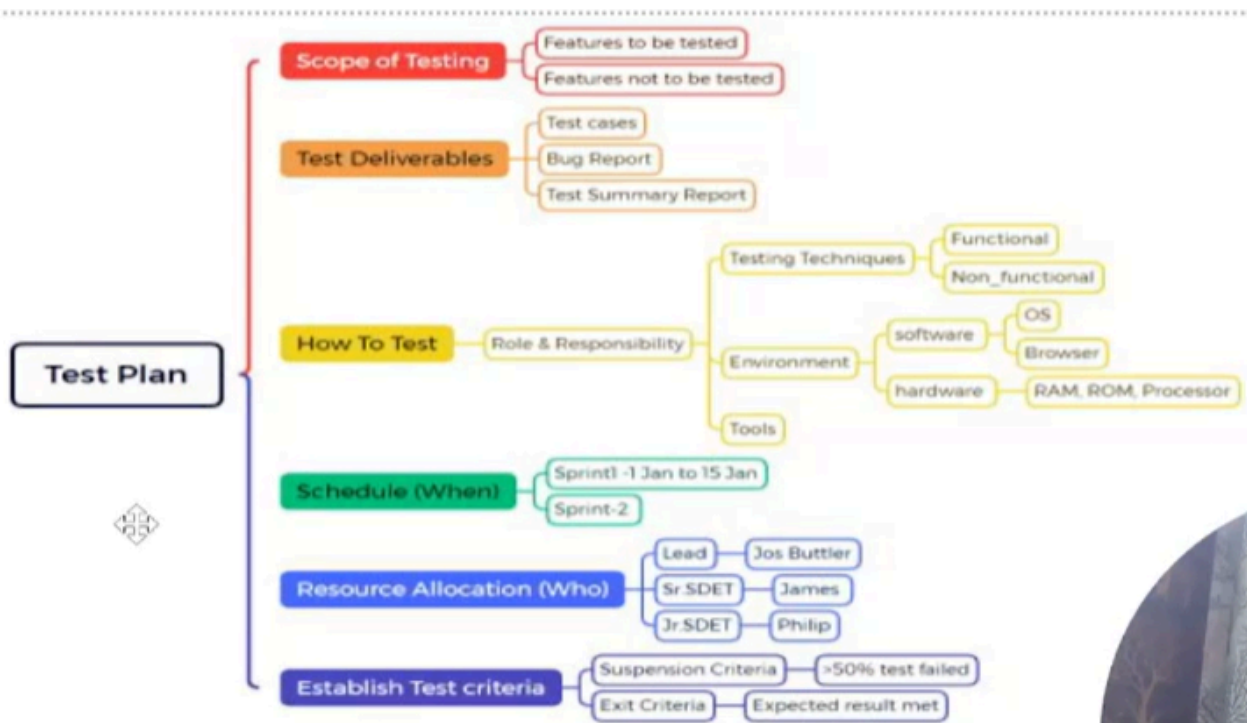 Test Plan
Scope of Testing
Features to be tested
Features not to be tested
Test Deliverables
Test cases
Bug Report
Test Summary Report
How To Test
Role & Responsibility
Testing Techniques
Functional
Non_functional
Environment
software
OS
Browser
hardware
RAM, ROM, Processor
Tools
Schedule (When)
Sprint1 -1 Jan to 15 Jan
Sprint-2
Resource Allocation (Who)
Lead
Jos Buttler
Sr.SDET
James
Jr.SDET
Philip
Establish Test criteria
Suspension Criteria
>50% test failed
Exit Criteria
Expected result met